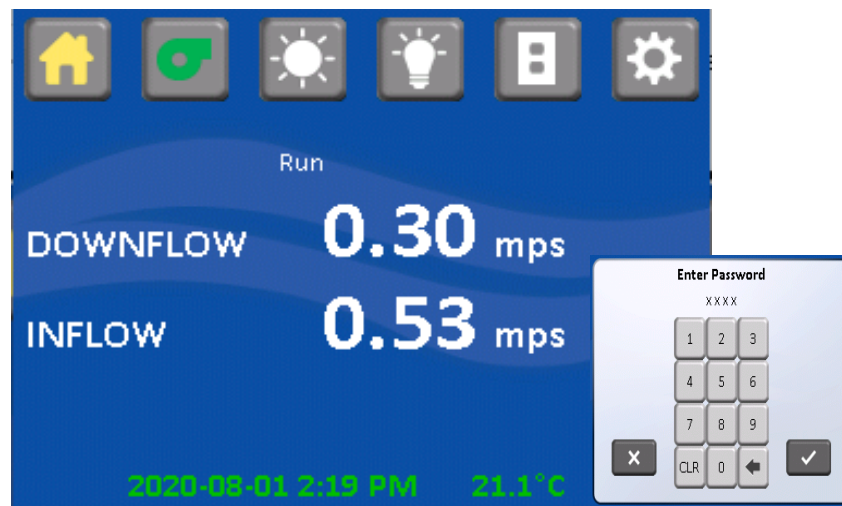 Run
DOWNFLOW 0.30 mps
INFLOW 0.53 mps
2020-08-01 2:19 PM 21.1°C
Enter Password
XXXX
1 2 3
4 5 6
7 8 9
CLR 0